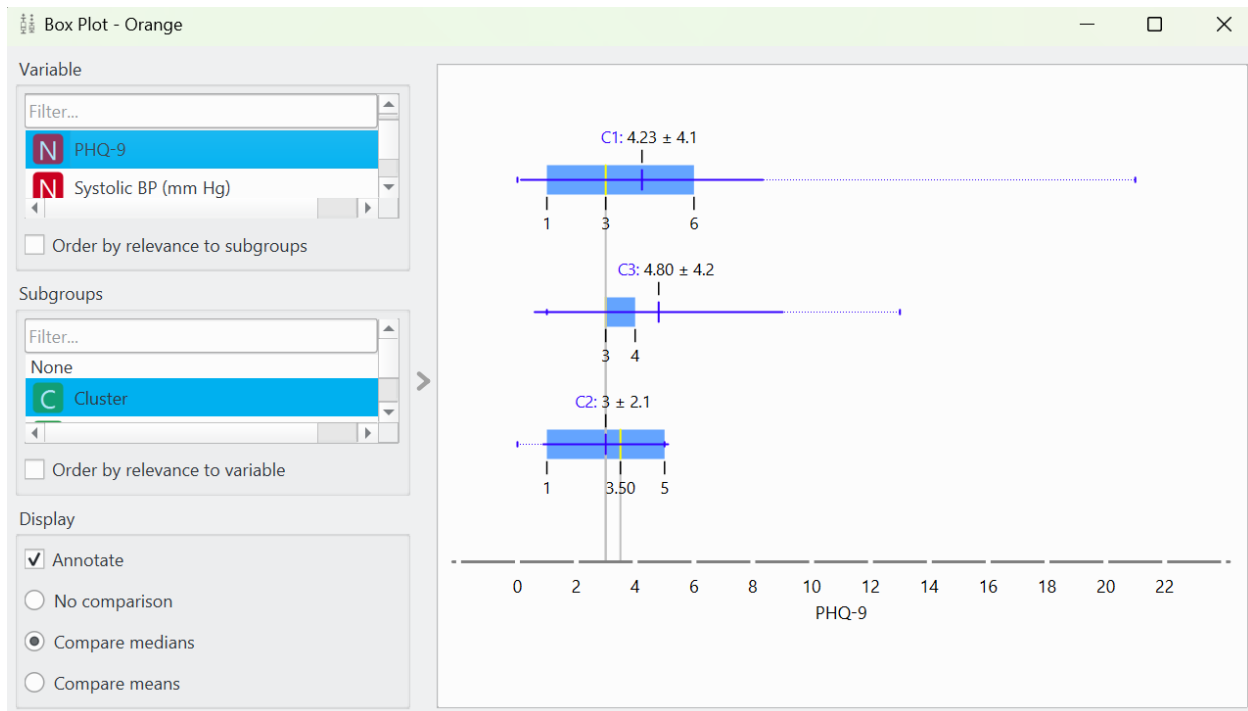 Box Plot - Orange
Variable
Filter...
N PHQ-9
N Systolic BP (mm Hg)
Order by relevance to subgroups
Subgroups
Filter...
None
C Cluster
Order by relevance to variable
Display
Annotate
No comparison
Compare medians
Compare means
C1: 4.23 ± 4.1
1 3 6
C3: 4.80 ± 4.2
3 4
C2: 3 ± 2.1
1 3.50 5
0 2 4 6 8 10 12 14 16 18 20 22
PHQ-9